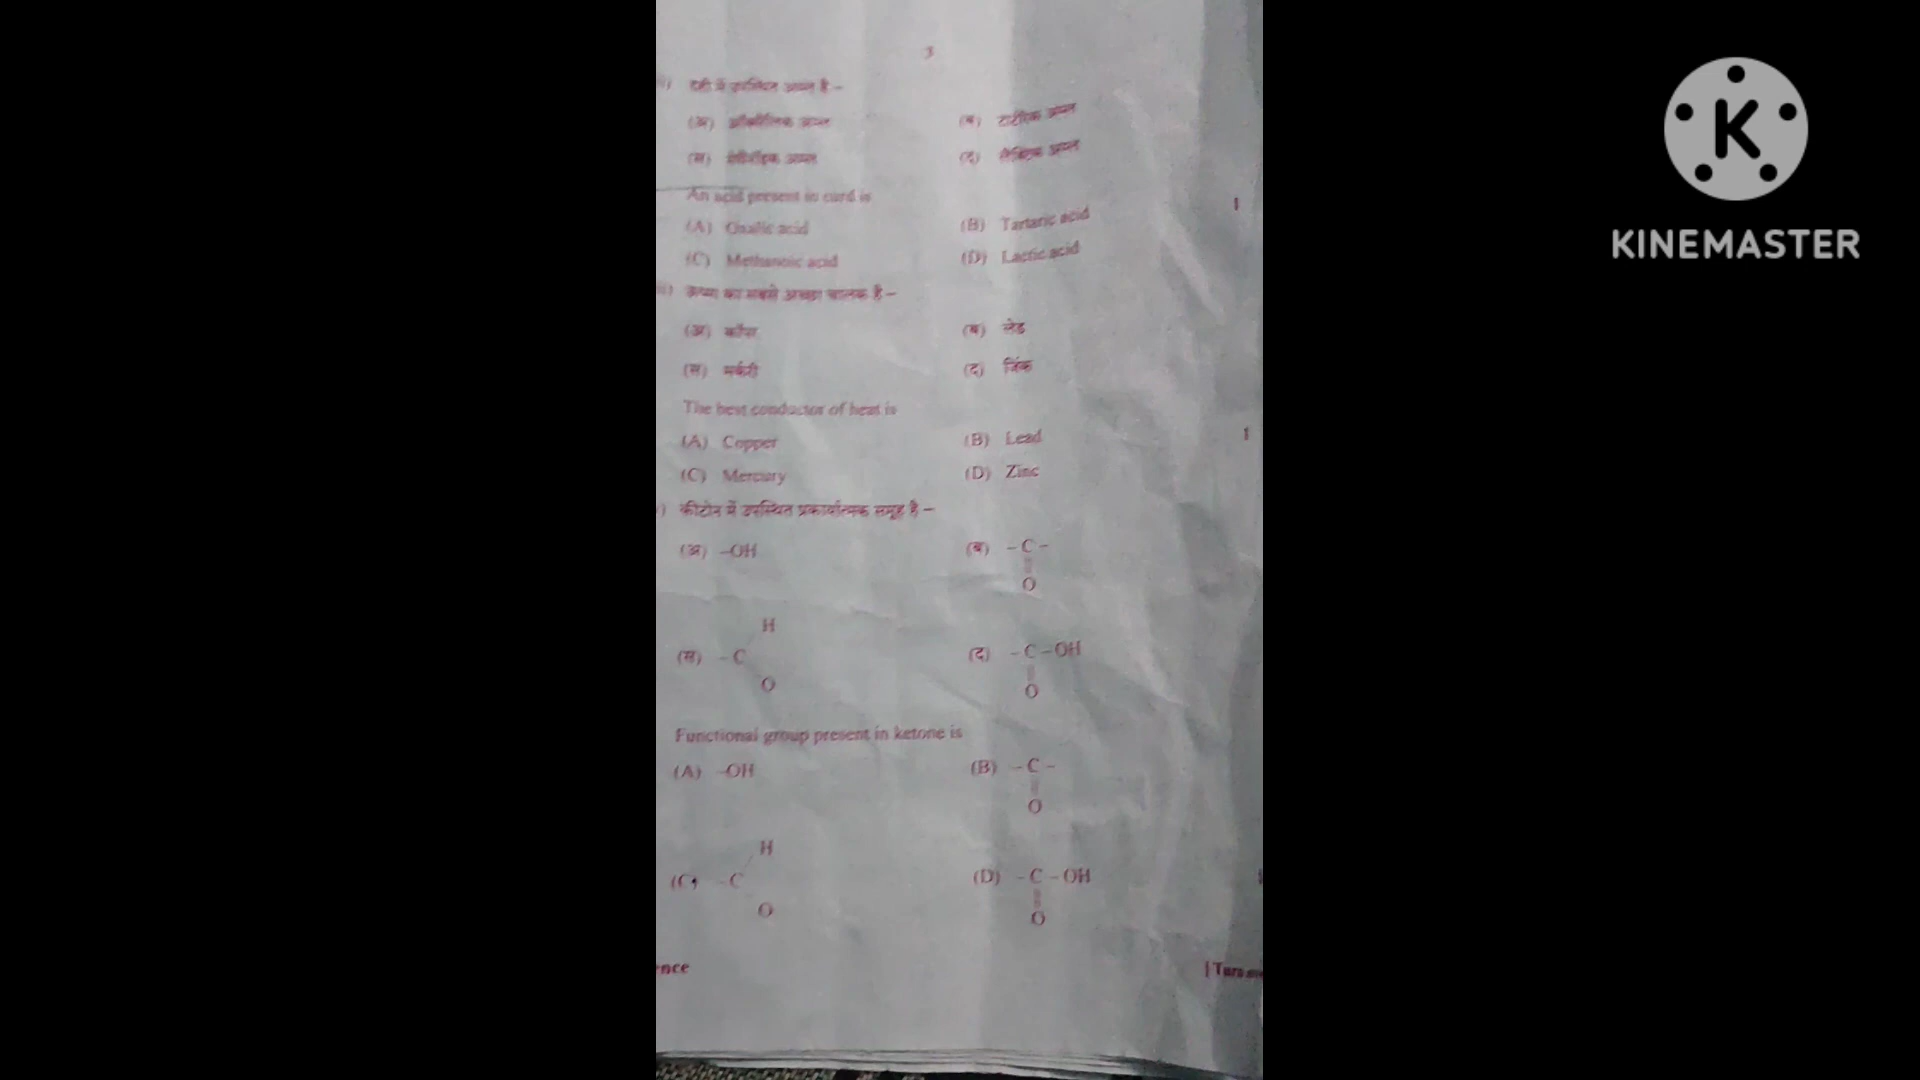 3
दही में उपस्थित अम्ल है –
(अ) ऑक्जैलिक अम्ल (ब) टार्टरिक अम्ल
(स) मेथेनॉइक अम्ल (द) लैक्टिक अम्ल
An acid present in curd is 1
(A) Oxalic acid (B) Tartaric acid
(C) Methanoic acid (D) Lactic acid
ऊष्मा का सबसे अच्छा चालक है –
(अ) कॉपर (ब) लेड
(स) मर्करी (द) जिंक
The best conductor of heat is 1
(A) Copper (B) Lead
(C) Mercury (D) Zinc
कीटोन में उपस्थित प्रकार्यात्मक समूह है –
(अ) –OH (ब) – C –
O
H
(स) – C (द) – C – OH
O O
Functional group present in ketone is
(A) –OH (B) – C –
O
H
(C) – C (D) – C – OH
O O
nce [ Turn
K
KINEMASTER